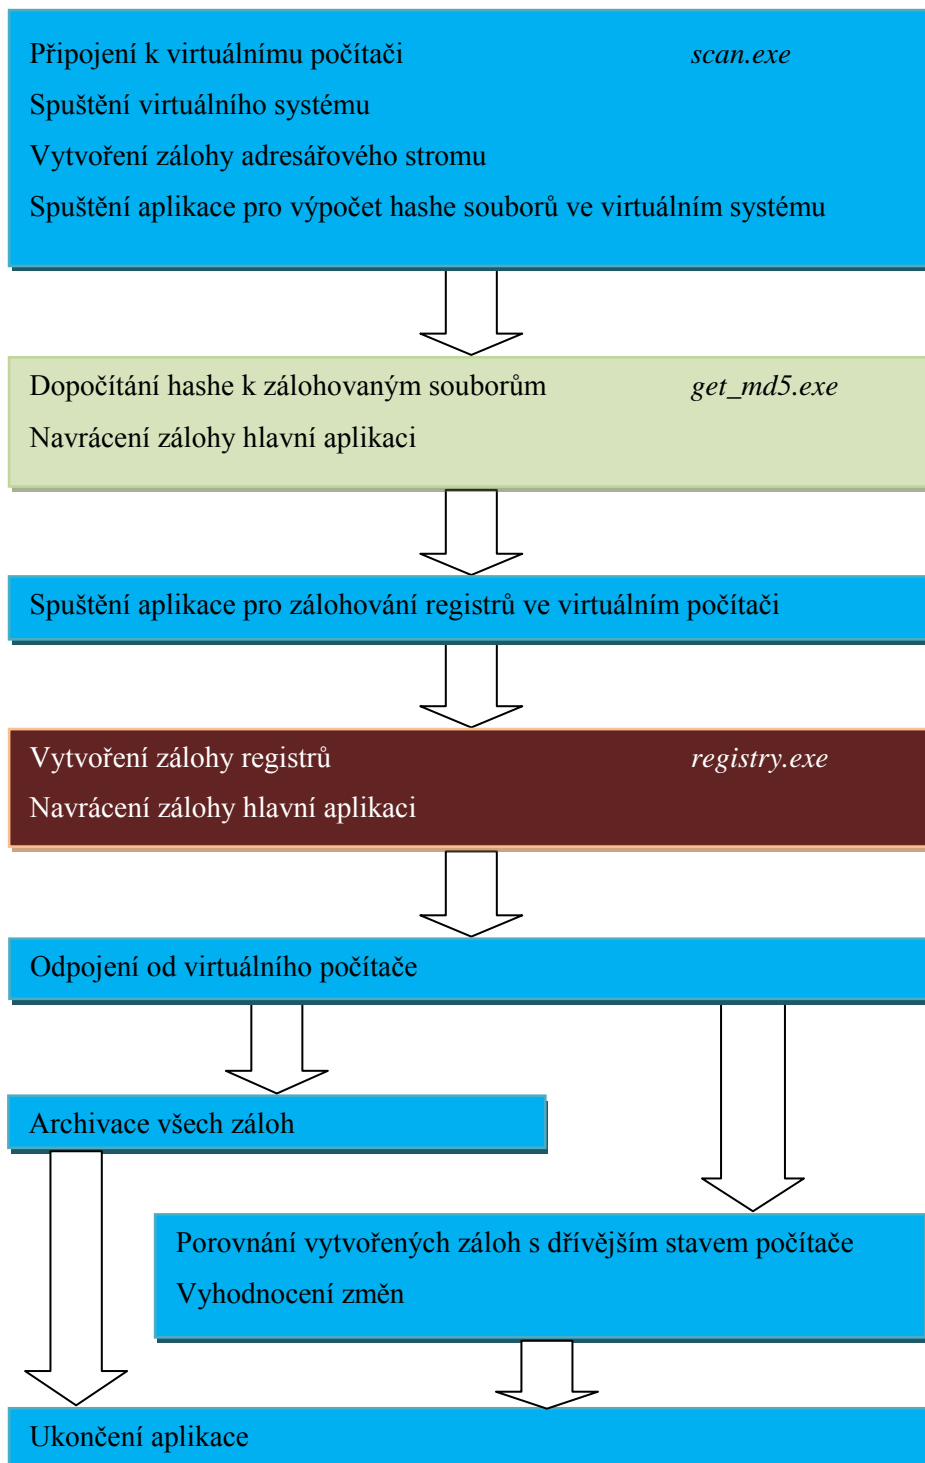 Připojení k virtuálnímu počítači scan.exe
Spuštění virtuálního systému
Vytvoření zálohy adresářového stromu
Spuštění aplikace pro výpočet hashe souborů ve virtuálním systému
Dopočítání hashe k zálohovaným souborům get_md5.exe
Navrácení zálohy hlavní aplikaci
Spuštění aplikace pro zálohování registrů ve virtuálním počítači
Vytvoření zálohy registrů registry.exe
Navrácení zálohy hlavní aplikaci
Odpojení od virtuálního počítače
Archivace všech záloh
Porovnání vytvořených záloh s dřívějším stavem počítače
Vyhodnocení změn
Ukončení aplikace